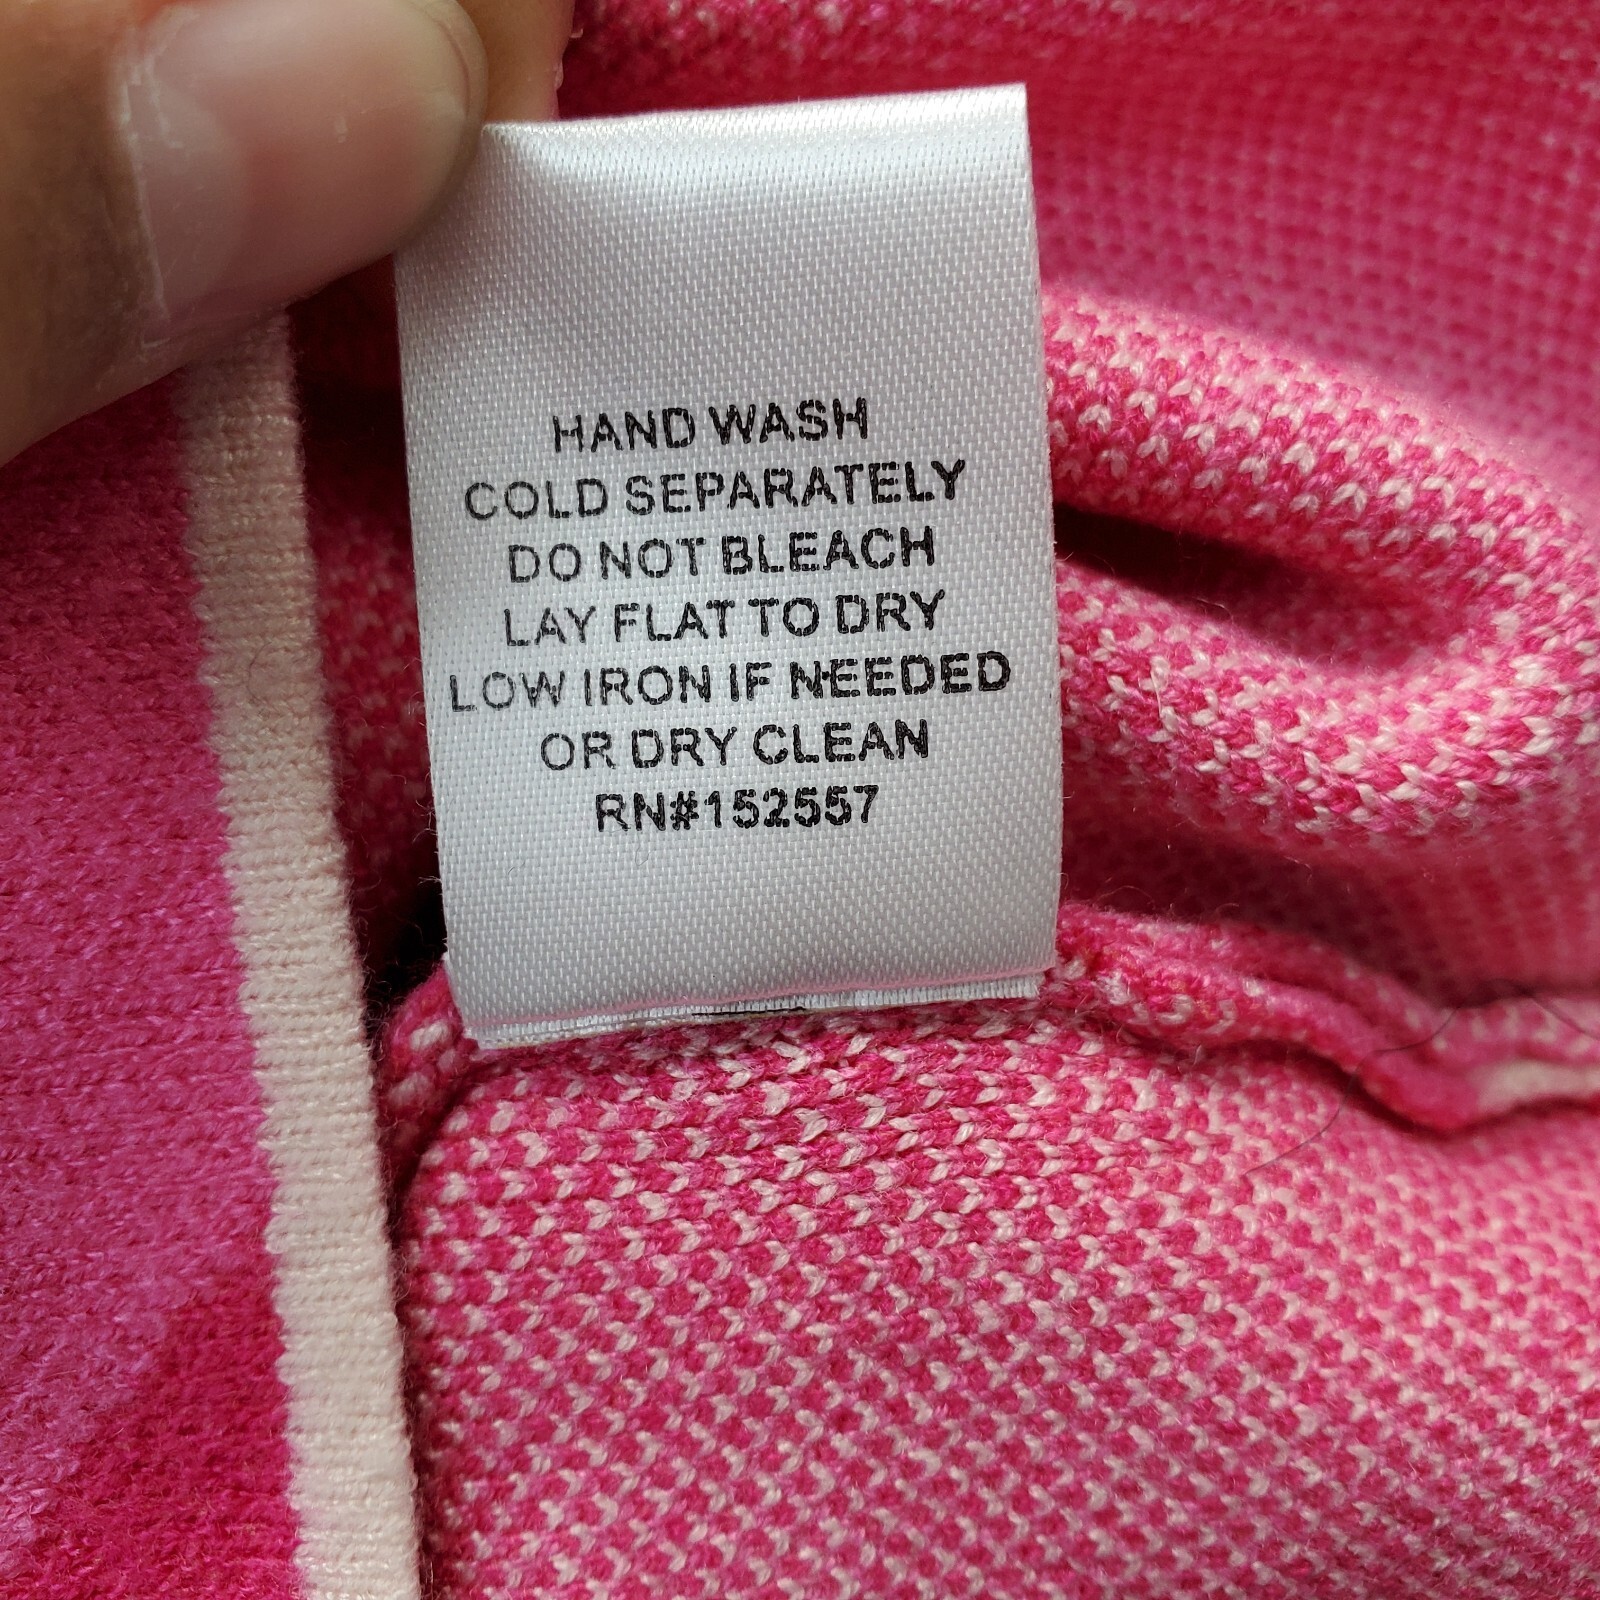 HAND WASH
COLD SEPARATELY
DO NOT BLEACH
LAY FLAT TO DRY
LOW IRON IF NEEDED
OR DRY CLEAN
RN#152557